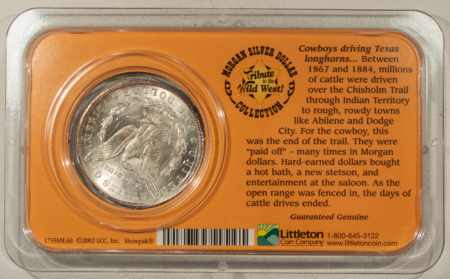 MORGAN SILVER DOLLAR
Tribute
to the
Wild West!
COLLECTION
Cowboys driving Texas
longhorns... Between
1867 and 1884, millions
of cattle were driven
over the Chisholm Trail
through Indian Territory
to rough, rowdy towns
like Abilene and Dodge
City. For the cowboy, this
was the end of the trail. They were
"paid off" – many times in Morgan
dollars. Hard-earned dollars bought
a hot bath, a new stetson, and
entertainment at the saloon. As the
open range was fenced in, the days of
cattle drives ended.
Guaranteed Genuine
©2002 LCC, Inc. Showpak®
Littleton
Coin Company
1-800-645-3122
www.littletoncoin.com